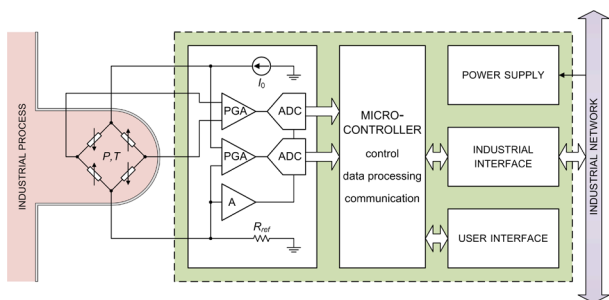 INDUSTRIAL PROCESS
P,T
I0
PGA
ADC
PGA
ADC
A
Rref
MICRO-
CONTROLLER
control
data processing
communication
POWER SUPPLY
INDUSTRIAL
INTERFACE
USER INTERFACE
INDUSTRIAL NETWORK